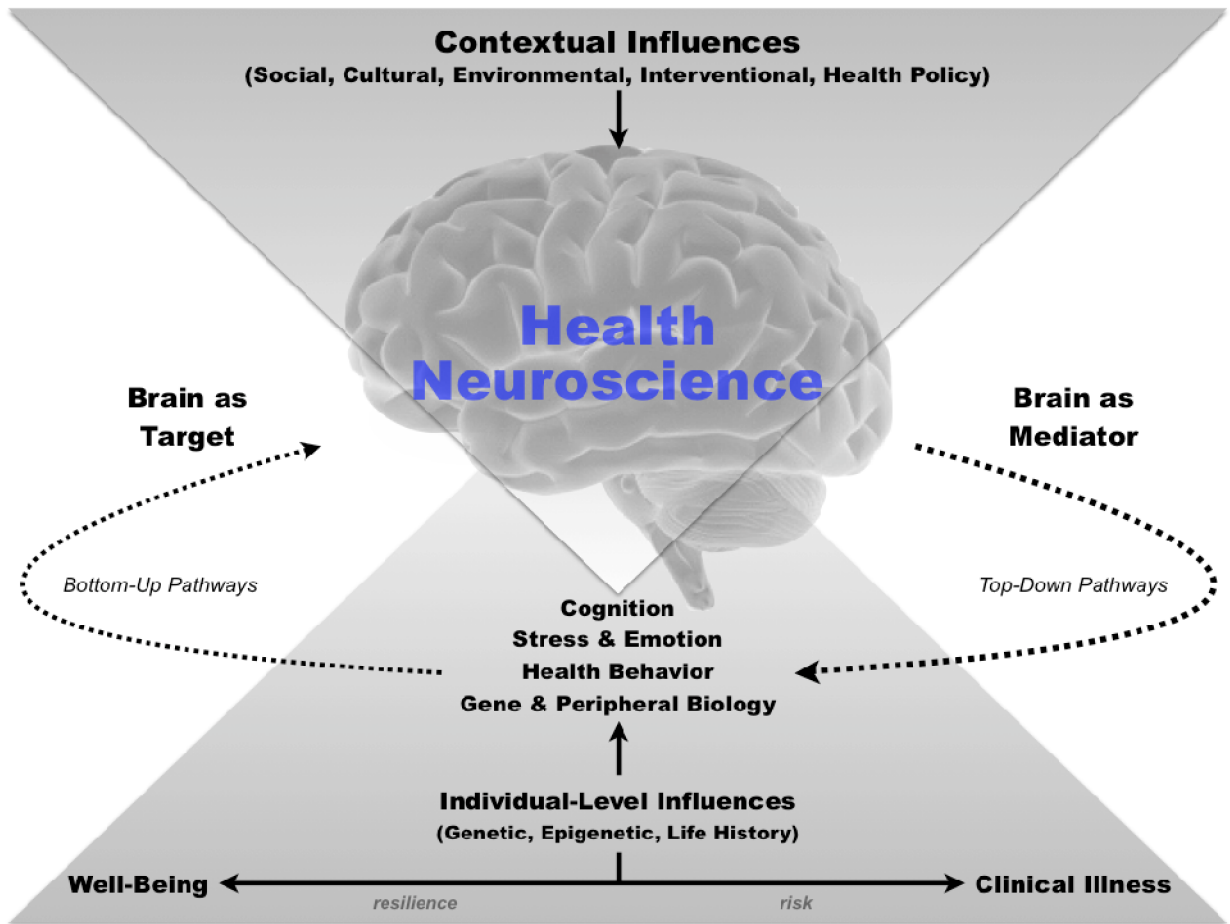 Contextual Influences
(Social, Cultural, Environmental, Interventional, Health Policy)
Health
Neuroscience
Brain as
Target
Brain as
Mediator
Bottom-Up Pathways
Top-Down Pathways
Cognition
Stress & Emotion
Health Behavior
Gene & Peripheral Biology
Individual-Level Influences
(Genetic, Epigenetic, Life History)
Well-Being
Clinical Illness
resilience
risk